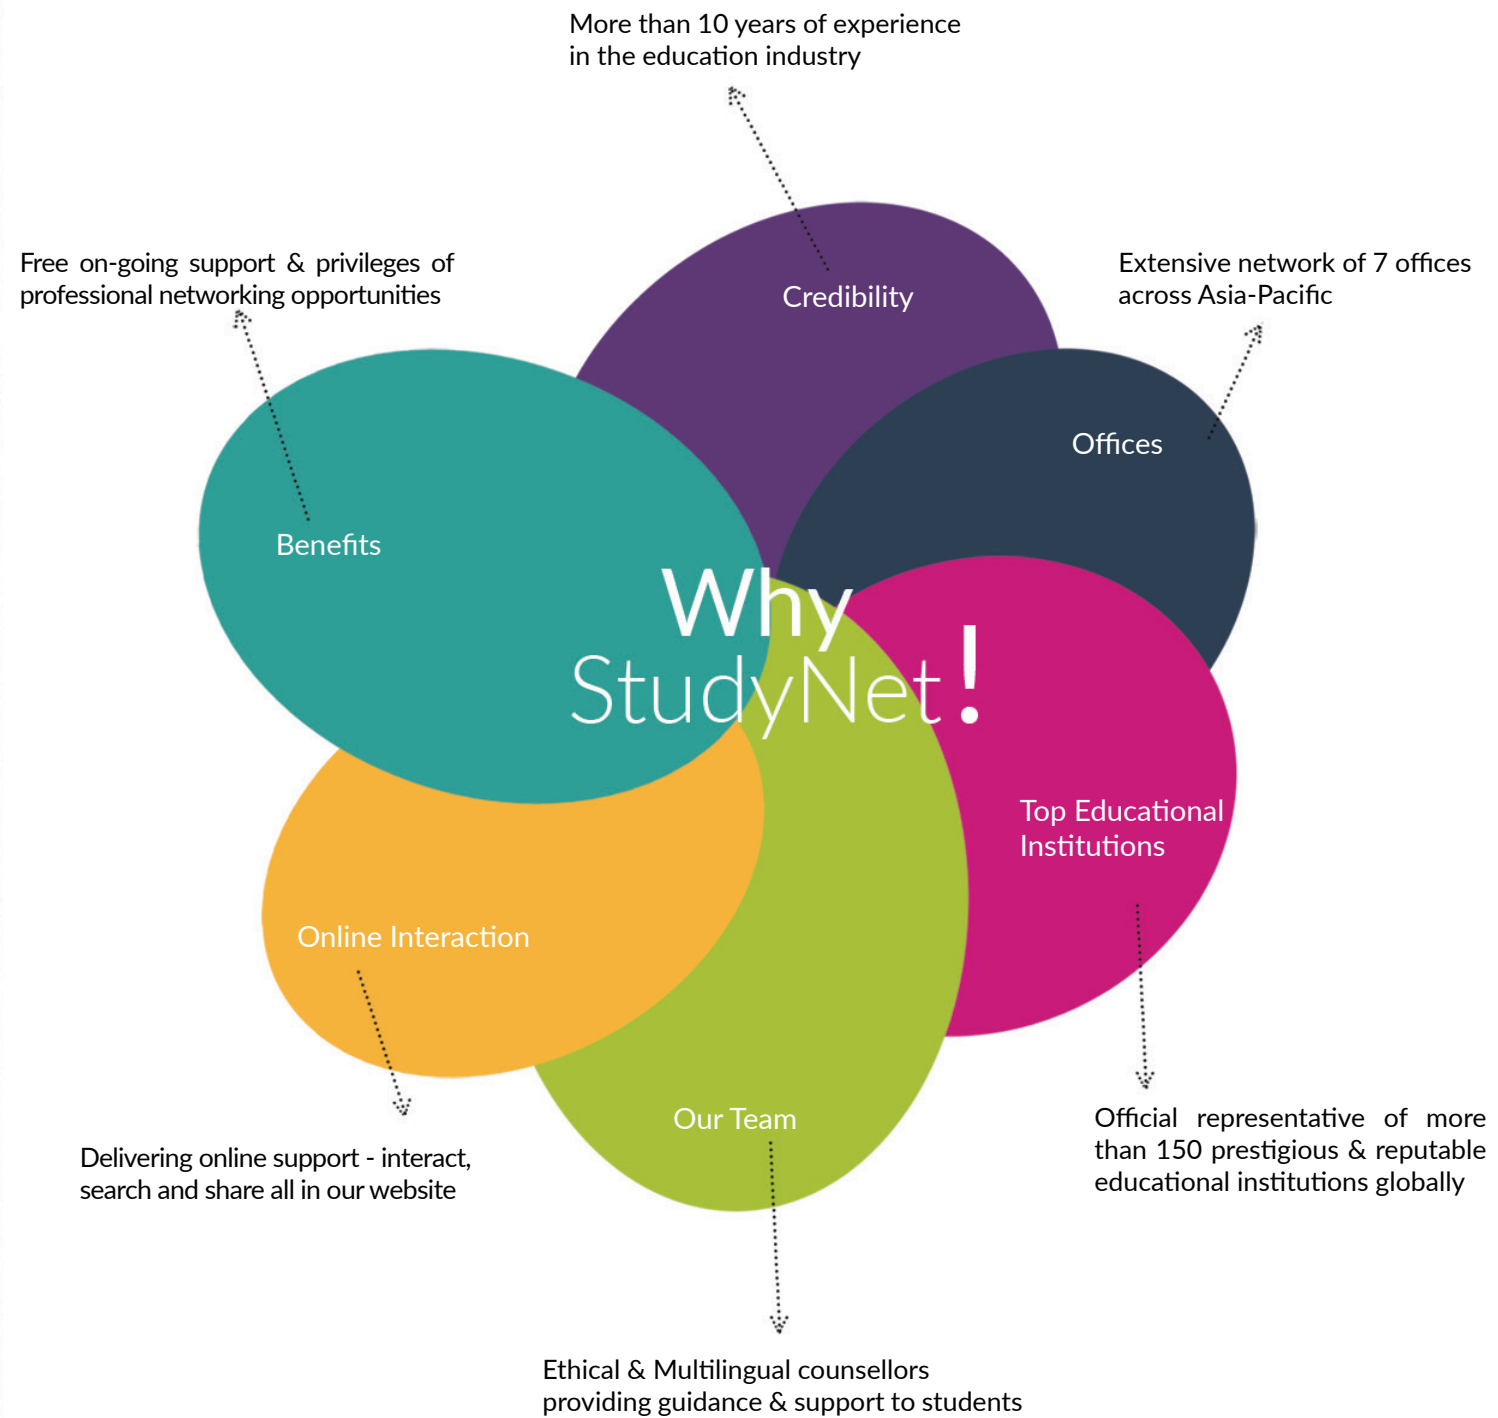 More than 10 years of experience
in the education industry
Free on-going support & privileges of
professional networking opportunities
Extensive network of 7 offices
across Asia-Pacific
Credibility
Offices
Benefits
Why
StudyNet!
Top Educational
Institutions
Online Interaction
Our Team
Delivering online support - interact,
search and share all in our website
Official representative of more
than 150 prestigious & reputable
educational institutions globally
Ethical & Multilingual counsellors
providing guidance & support to students